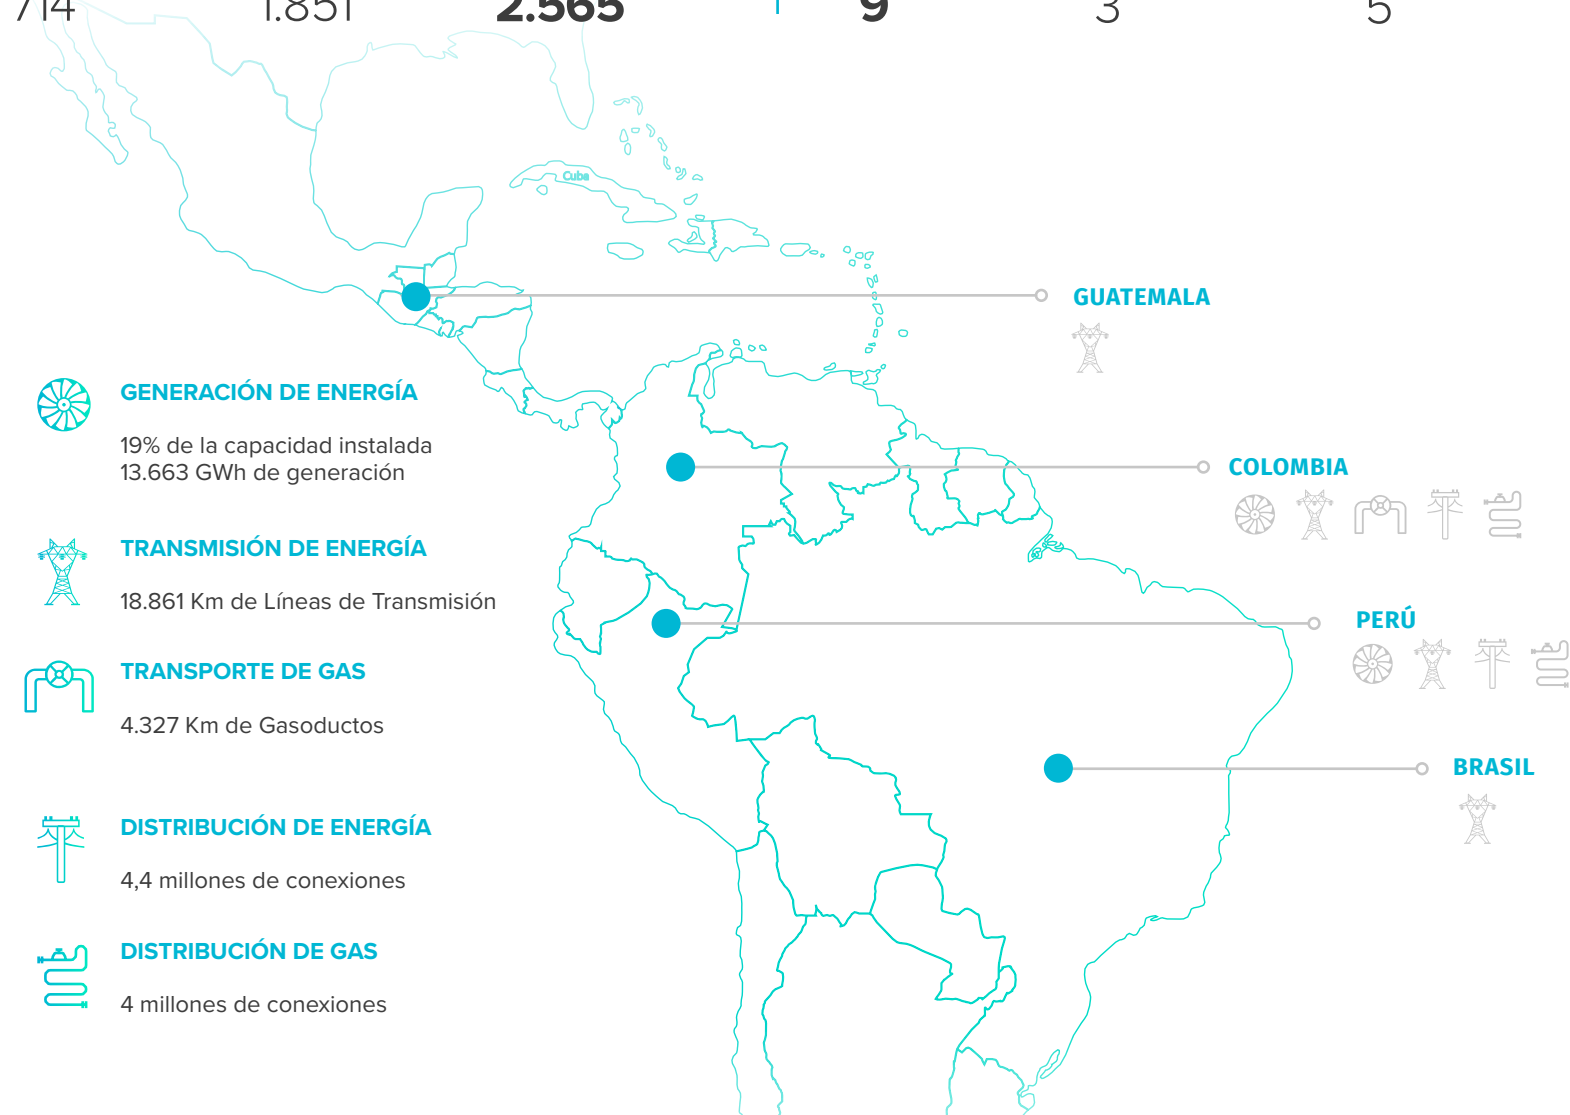 714 1.851 2.565 9 3 5
Cuba
GUATEMALA
GENERACIÓN DE ENERGÍA
19% de la capacidad instalada
13.663 GWh de generación
COLOMBIA
TRANSMISIÓN DE ENERGÍA
18.861 Km de Líneas de Transmisión
PERÚ
TRANSPORTE DE GAS
4.327 Km de Gasoductos
BRASIL
DISTRIBUCIÓN DE ENERGÍA
4,4 millones de conexiones
DISTRIBUCIÓN DE GAS
4 millones de conexiones